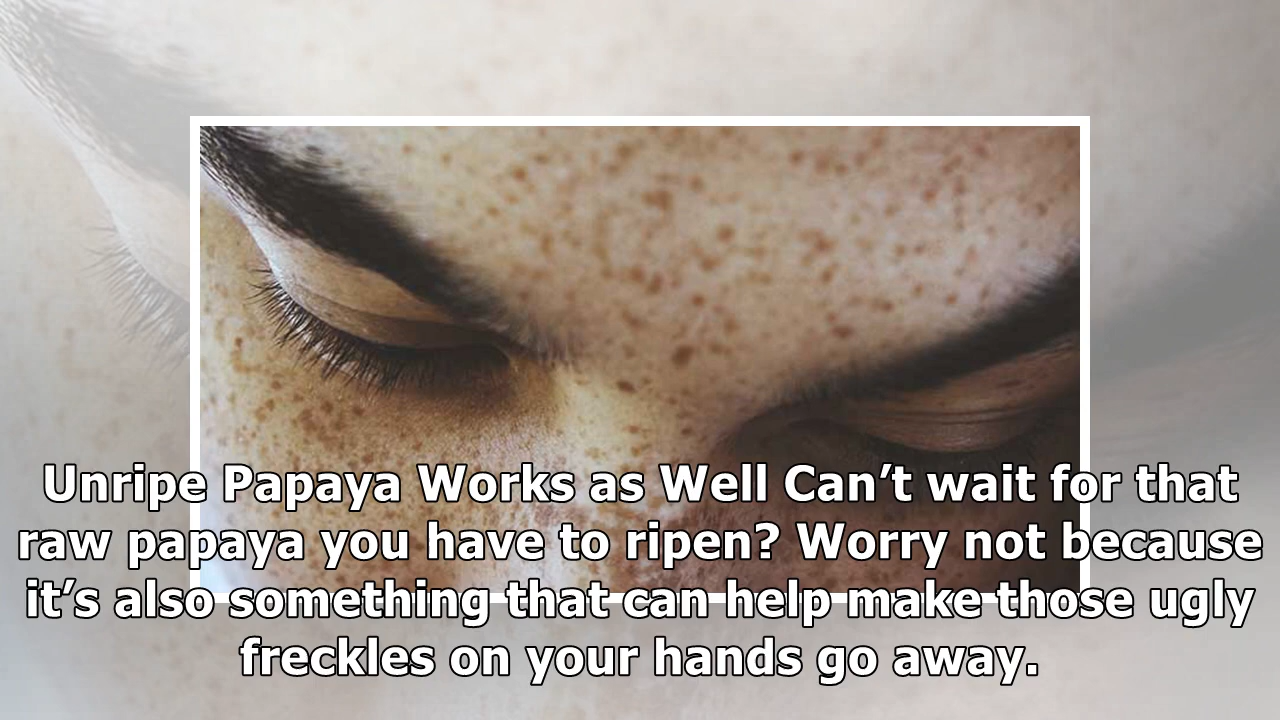 Unripe Papaya Works as Well Can’t wait for that
raw papaya you have to ripen? Worry not because
it’s also something that can help make those ugly
freckles on your hands go away.